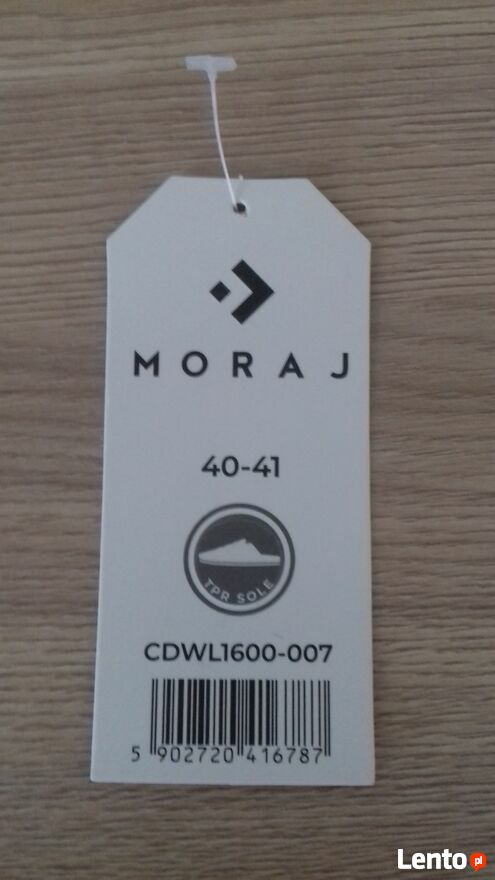 MORAJ
40-41
TPR SOLE
CDWL1600-007
5 902720 416787
Lento.pl